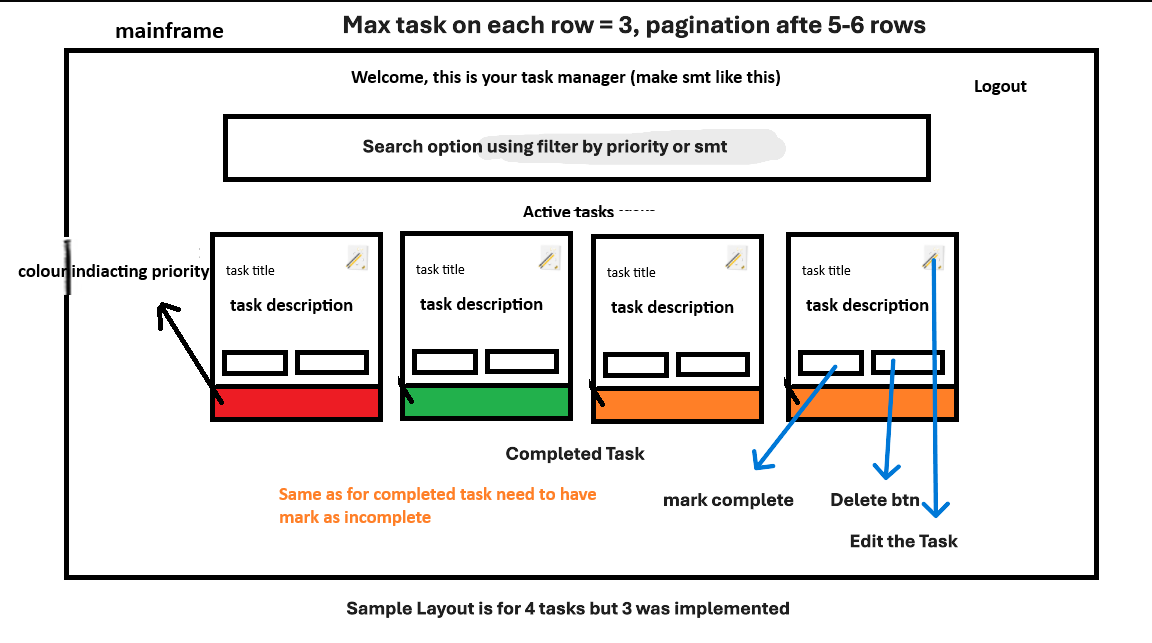 Max task on each row = 3, pagination afte 5-6 rows
mainframe
Welcome, this is your task manager (make smt like this)
Logout
Search option using filter by priority or smt
Active tasks
colour indiacting priority
task title
task title
task title
task title
task description
task description
task description
task description
Completed Task
Same as for completed task need to have
mark as incomplete
mark complete
Delete btn
Edit the Task
Sample Layout is for 4 tasks but 3 was implemented